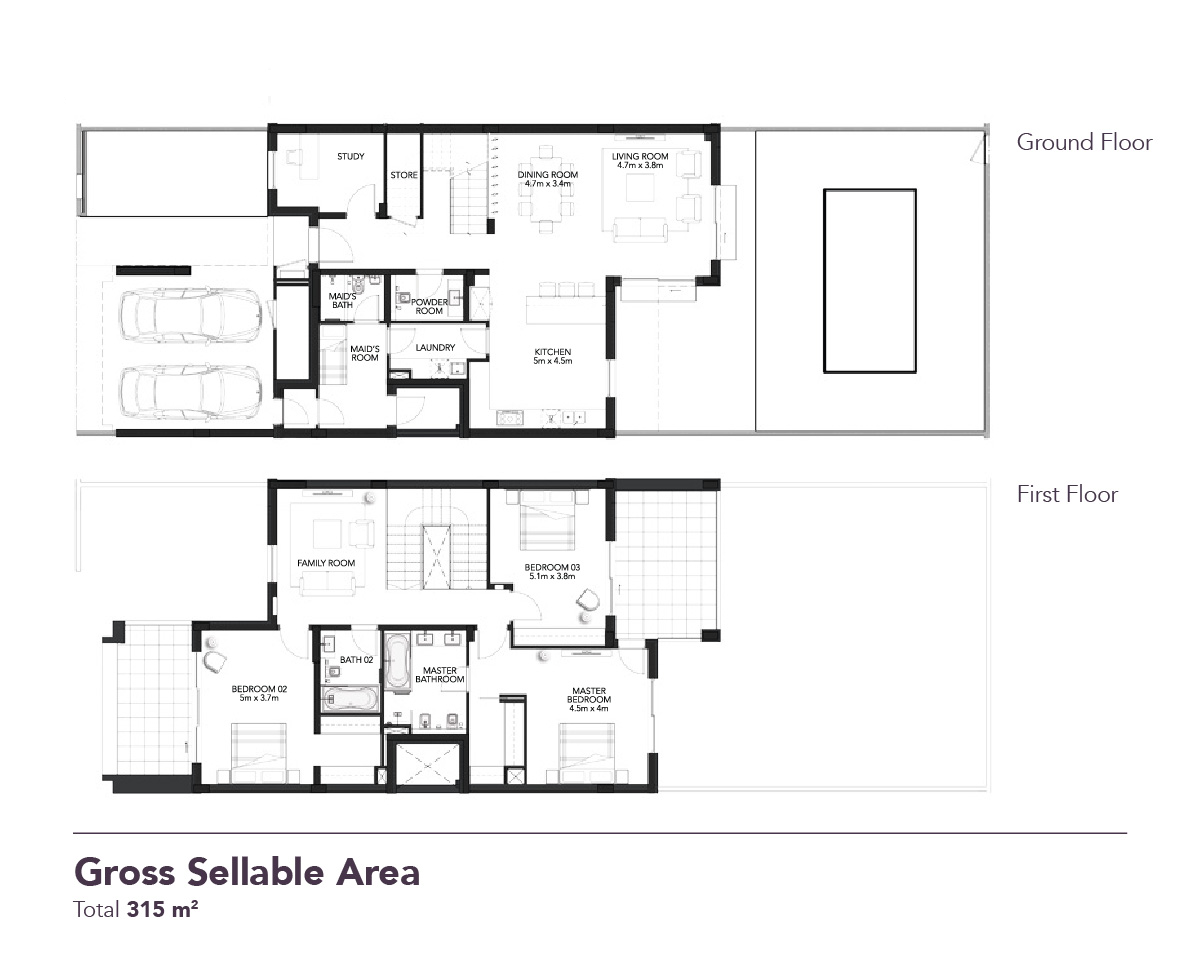 Ground Floor
STUDY
STORE
DINING ROOM
4.7m x 3.4m
LIVING ROOM
4.7m x 3.8m
MAID'S
BATH
POWDER
ROOM
MAID'S
ROOM
LAUNDRY
KITCHEN
5m x 4.5m
First Floor
FAMILY ROOM
BEDROOM 03
5.1m x 3.8m
BATH 02
MASTER
BATHROOM
BEDROOM 02
5m x 3.7m
MASTER
BEDROOM
4.5m x 4m
Gross Sellable Area
Total 315 m²